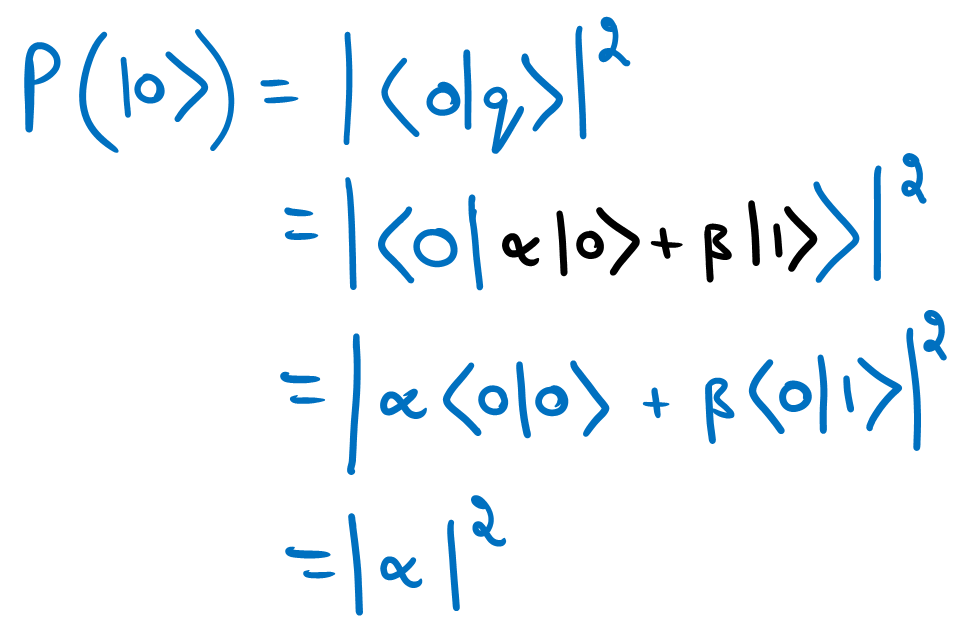 P(|0⟩) = |⟨0|q⟩|²
= |⟨0|α|0⟩+β|1⟩⟩|²
= |α⟨0|0⟩ + β⟨0|1⟩|²
= |α|²